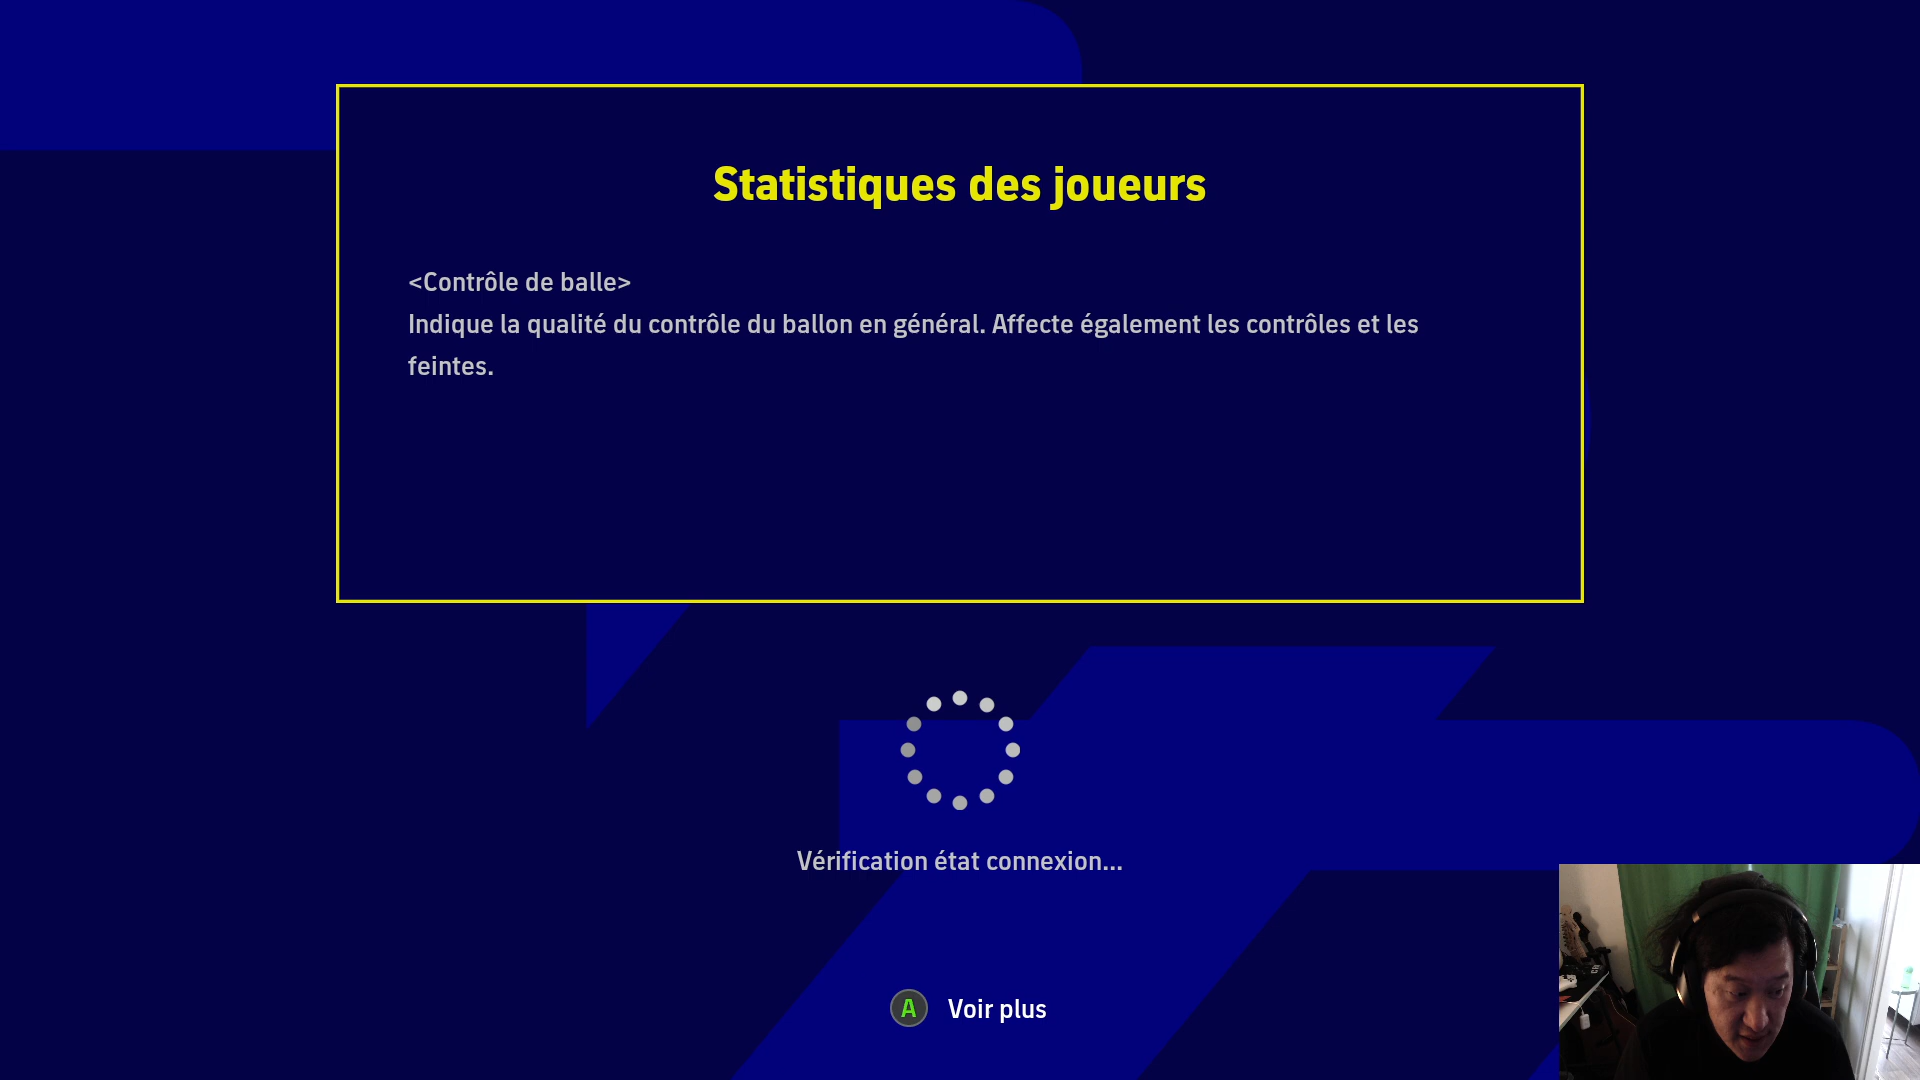 Statistiques des joueurs
<Contrôle de balle>
Indique la qualité du contrôle du ballon en général. Affecte également les contrôles et les
feintes.
Vérification état connexion...
A Voir plus